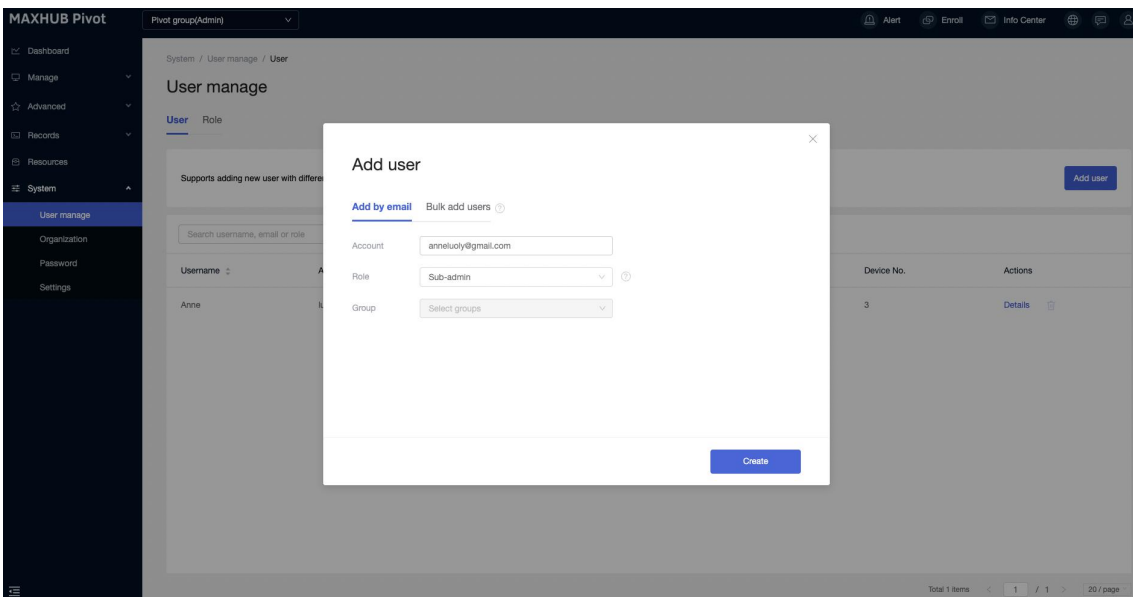 MAXHUB Pivot
Pivot group(Admin)
Alert
Enroll
Info Center
Dashboard
Manage
Advanced
Records
Resources
System
User manage
Organization
Password
Settings
System / User manage / User
User manage
User Role
Supports adding new user with differe
Add user
Search username, email or role
Username
A
Device No.
Actions
Anne
lu
3
Details
Add user
Add by email
Bulk add users
Account
anneluoly@gmail.com
Role
Sub-admin
Group
Select groups
Create
Total 1 items
1 / 1
20 / page